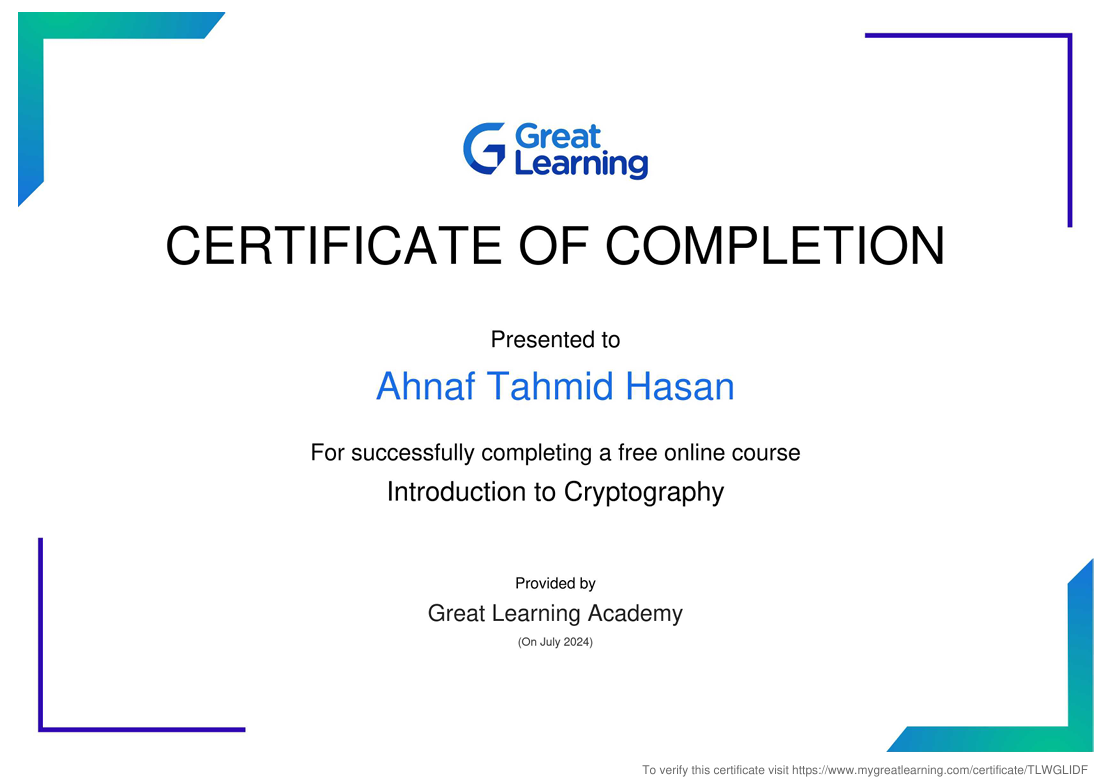 Great
Learning
CERTIFICATE OF COMPLETION
Presented to
Ahnaf Tahmid Hasan
For successfully completing a free online course
Introduction to Cryptography
Provided by
Great Learning Academy
(On July 2024)
To verify this certificate visit https://www.mygreatlearning.com/certificate/TLWGLIDF